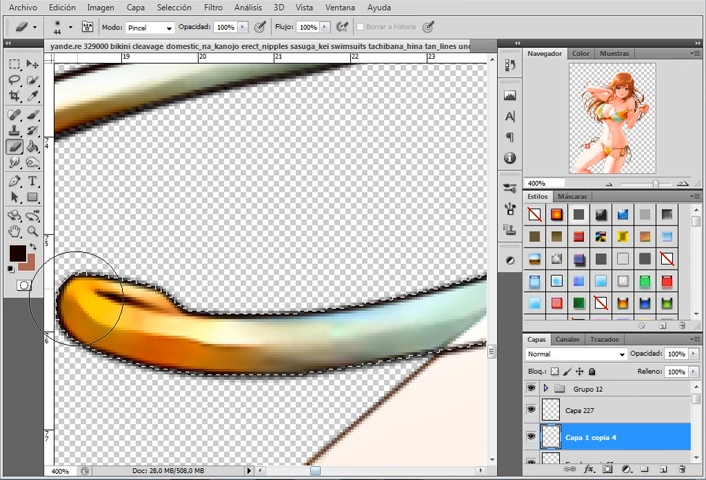 Archivo Edición Imagen Capa Selección Filtro Análisis 3D Vista Ventana Ayuda
44 Modo: Pincel Opacidad: 100% Flujo: 100% Borrar a historia
yande.re 329000 bikini cleavage domestic_na_kanojo erect_nipples sasuga_kei swimsuits tachibana_hina tan_lines
19 20 21 22 23
Navegador Color Muestras
400%
Estilos Máscaras
Capas Canales Trazados
Normal Opacidad: 100%
Bloq.: Relleno: 100%
Grupo 12
Capa 227
Capa 1 copia 4
400% Doc: 28,0 MB/508,0 MB